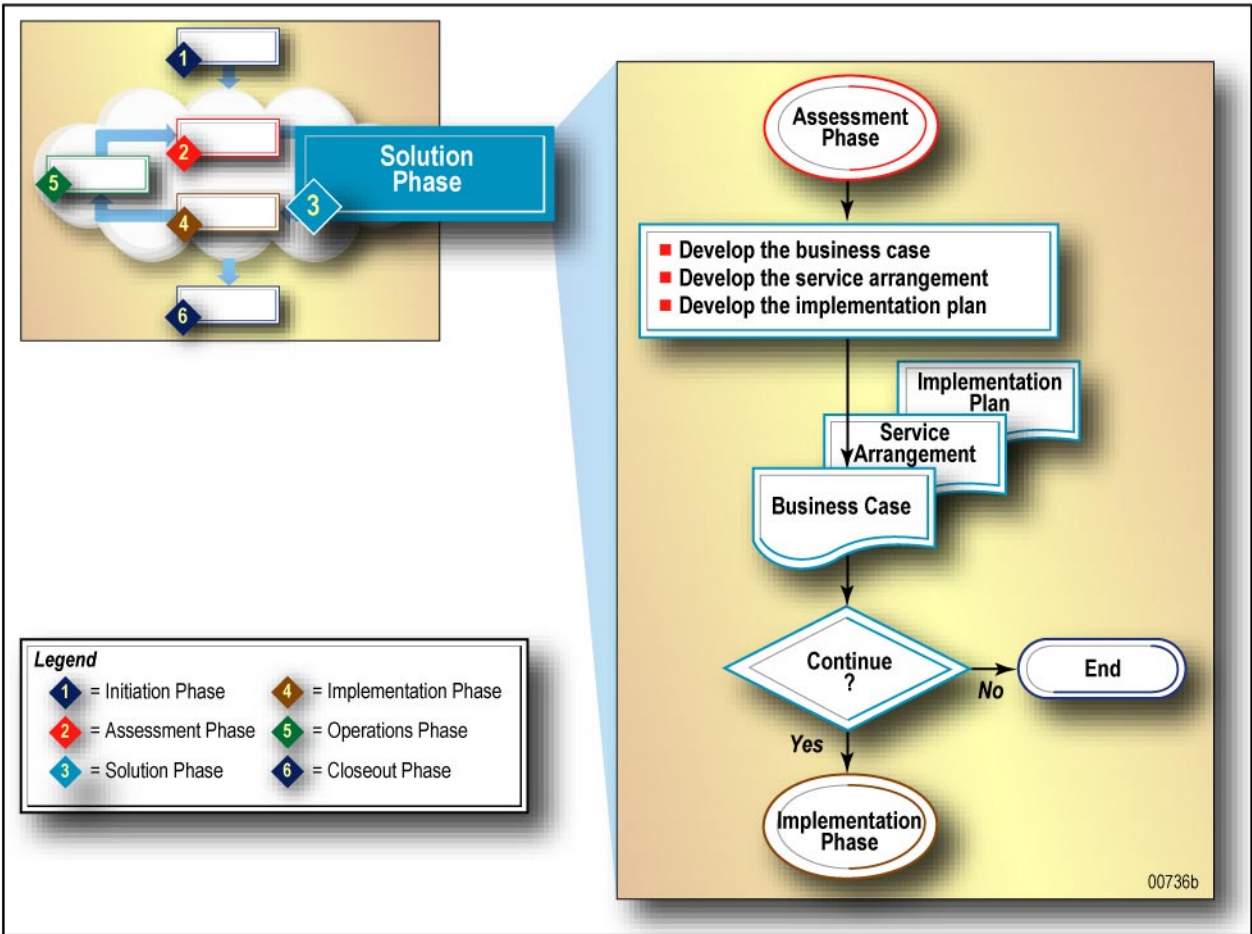 1
2
5
4
6
Solution
Phase
3
Assessment
Phase
Develop the business case
Develop the service arrangement
Develop the implementation plan
Implementation
Plan
Service
Arrangement
Business Case
Continue
?
No
End
Yes
Implementation
Phase
00736b
Legend
1 = Initiation Phase
2 = Assessment Phase
3 = Solution Phase
4 = Implementation Phase
5 = Operations Phase
6 = Closeout Phase